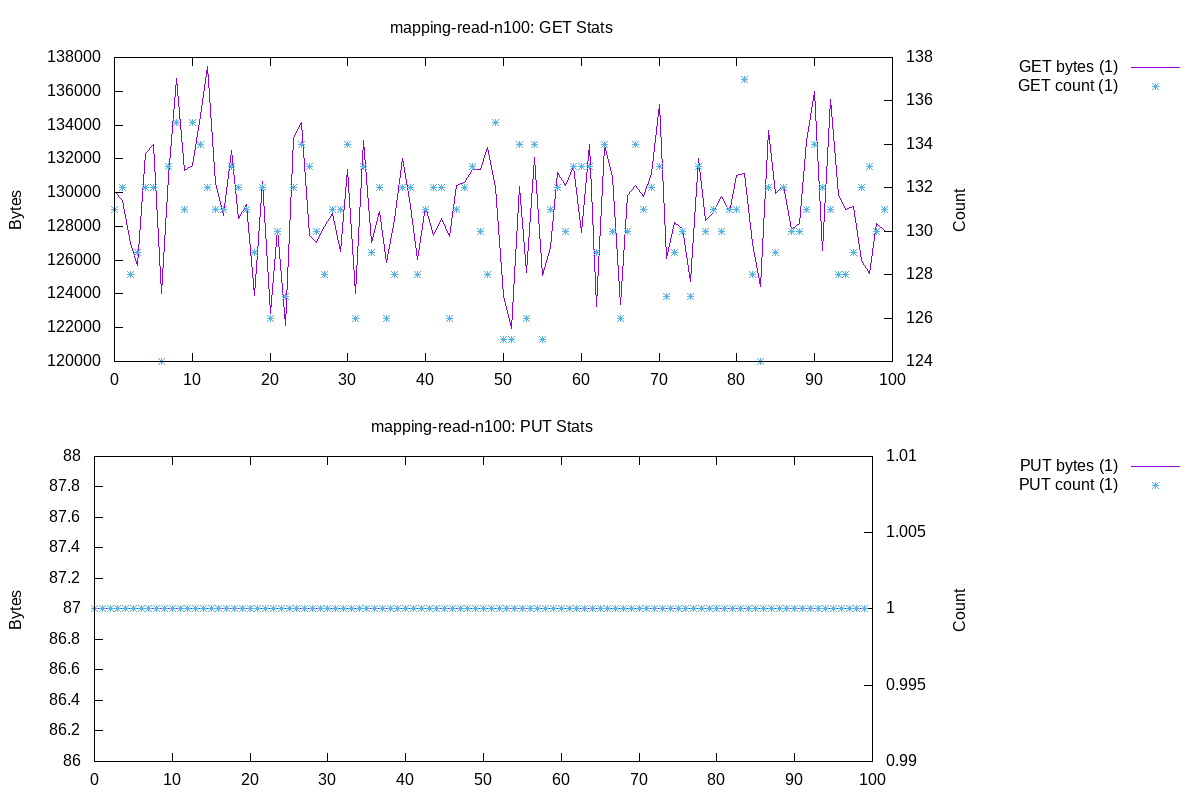 mapping-read-n100: GET Stats
138000
136000
134000
132000
130000
128000
126000
124000
122000
120000
Bytes
138
136
134
132
130
128
126
124
Count
0 10 20 30 40 50 60 70 80 90 100
GET bytes (1)
GET count (1)
mapping-read-n100: PUT Stats
88
87.8
87.6
87.4
87.2
87
86.8
86.6
86.4
86.2
86
Bytes
1.01
1.005
1
0.995
0.99
Count
0 10 20 30 40 50 60 70 80 90 100
PUT bytes (1)
PUT count (1)